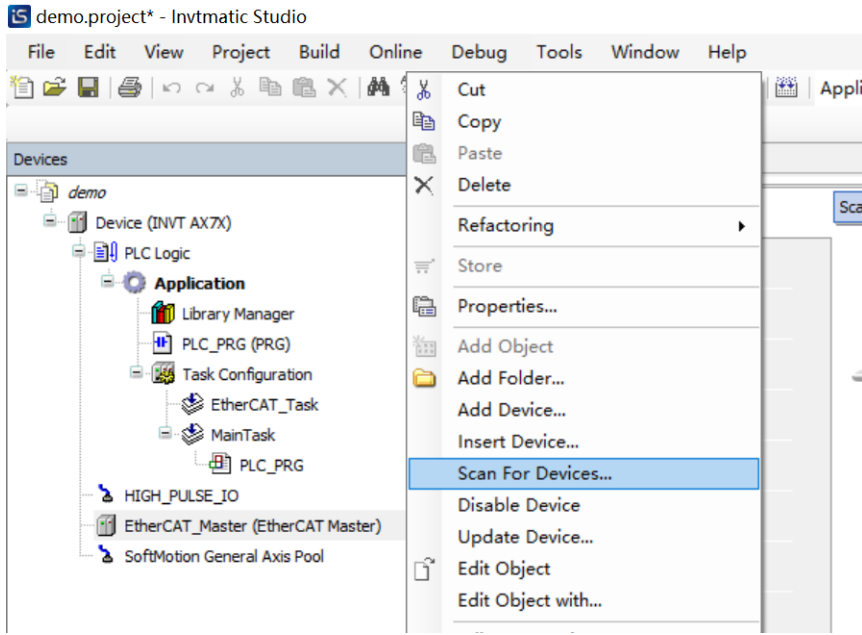 demo.project* - Invtmatic Studio
File Edit View Project Build Online Debug Tools Window Help
Appli
Cut
Copy
Paste
Delete
Refactoring
Store
Properties...
Add Object
Add Folder...
Add Device...
Insert Device...
Scan For Devices...
Disable Device
Update Device...
Edit Object
Edit Object with...
Devices
demo
Device (INVT AX7X)
PLC Logic
Application
Library Manager
PLC_PRG (PRG)
Task Configuration
EtherCAT_Task
MainTask
PLC_PRG
HIGH_PULSE_IO
EtherCAT_Master (EtherCAT Master)
SoftMotion General Axis Pool
Sca